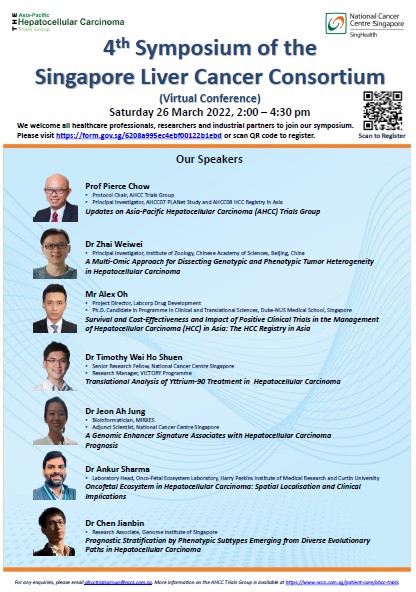 THE
Asia-Pacific
Hepatocellular Carcinoma
Trials Group
National Cancer
Centre Singapore
SingHealth
4th Symposium of the
Singapore Liver Cancer Consortium
(Virtual Conference)
Saturday 26 March 2022, 2:00 – 4:30 pm
We welcome all healthcare professionals, researchers and industrial partners to join our symposium.
Please visit https://form.gov.sg/6208a995ec4ebf00122b1ebd or scan QR code to register.
Scan to Register
Our Speakers
Prof Pierce Chow
• Protocol Chair, AHCC Trials Group
• Principal Investigator, AHCC07 PLANet Study and AHCC08 HCC Registry in Asia
Updates on Asia-Pacific Hepatocellular Carcinoma (AHCC) Trials Group
Dr Zhai Weiwei
• Principal Investigator, Institute of Zoology, Chinese Academy of Sciences, Beijing, China
A Multi-Omic Approach for Dissecting Genotypic and Phenotypic Tumor Heterogeneity
in Hepatocellular Carcinoma
Mr Alex Oh
• Project Director, Labcorp Drug Development
• Ph.D. Candidate in Programme in Clinical and Translational Sciences, Duke-NUS Medical School, Singapore
Survival and Cost-Effectiveness and Impact of Positive Clinical Trials in the Management
of Hepatocellular Carcinoma (HCC) in Asia: The HCC Registry in Asia
Dr Timothy Wai Ho Shuen
• Senior Research Fellow, National Cancer Centre Singapore
• Research Manager, VICTORY Programme
Translational Analysis of Yttrium-90 Treatment in Hepatocellular Carcinoma
Dr Jeon Ah Jung
• Bioinformatician, MiRXES
• Adjunct Scientist, National Cancer Centre Singapore
A Genomic Enhancer Signature Associates with Hepatocellular Carcinoma
Prognosis
Dr Ankur Sharma
• Laboratory Head, Onco-Fetal Ecosystem Laboratory, Harry Perkins Institute of Medical Research and Curtin University
Oncofetal Ecosystem in Hepatocellular Carcinoma: Spatial Localisation and Clinical
Implications
Dr Chen Jianbin
• Research Associate, Genome Institute of Singapore
Prognostic Stratification by Phenotypic Subtypes Emerging from Diverse Evolutionary
Paths in Hepatocellular Carcinoma
For any enquiries, please email ahcctrialsgroup@nccs.com.sg. More information on the AHCC Trials Group is available at https://www.nccs.com.sg/patient-care/ahcc-trials.